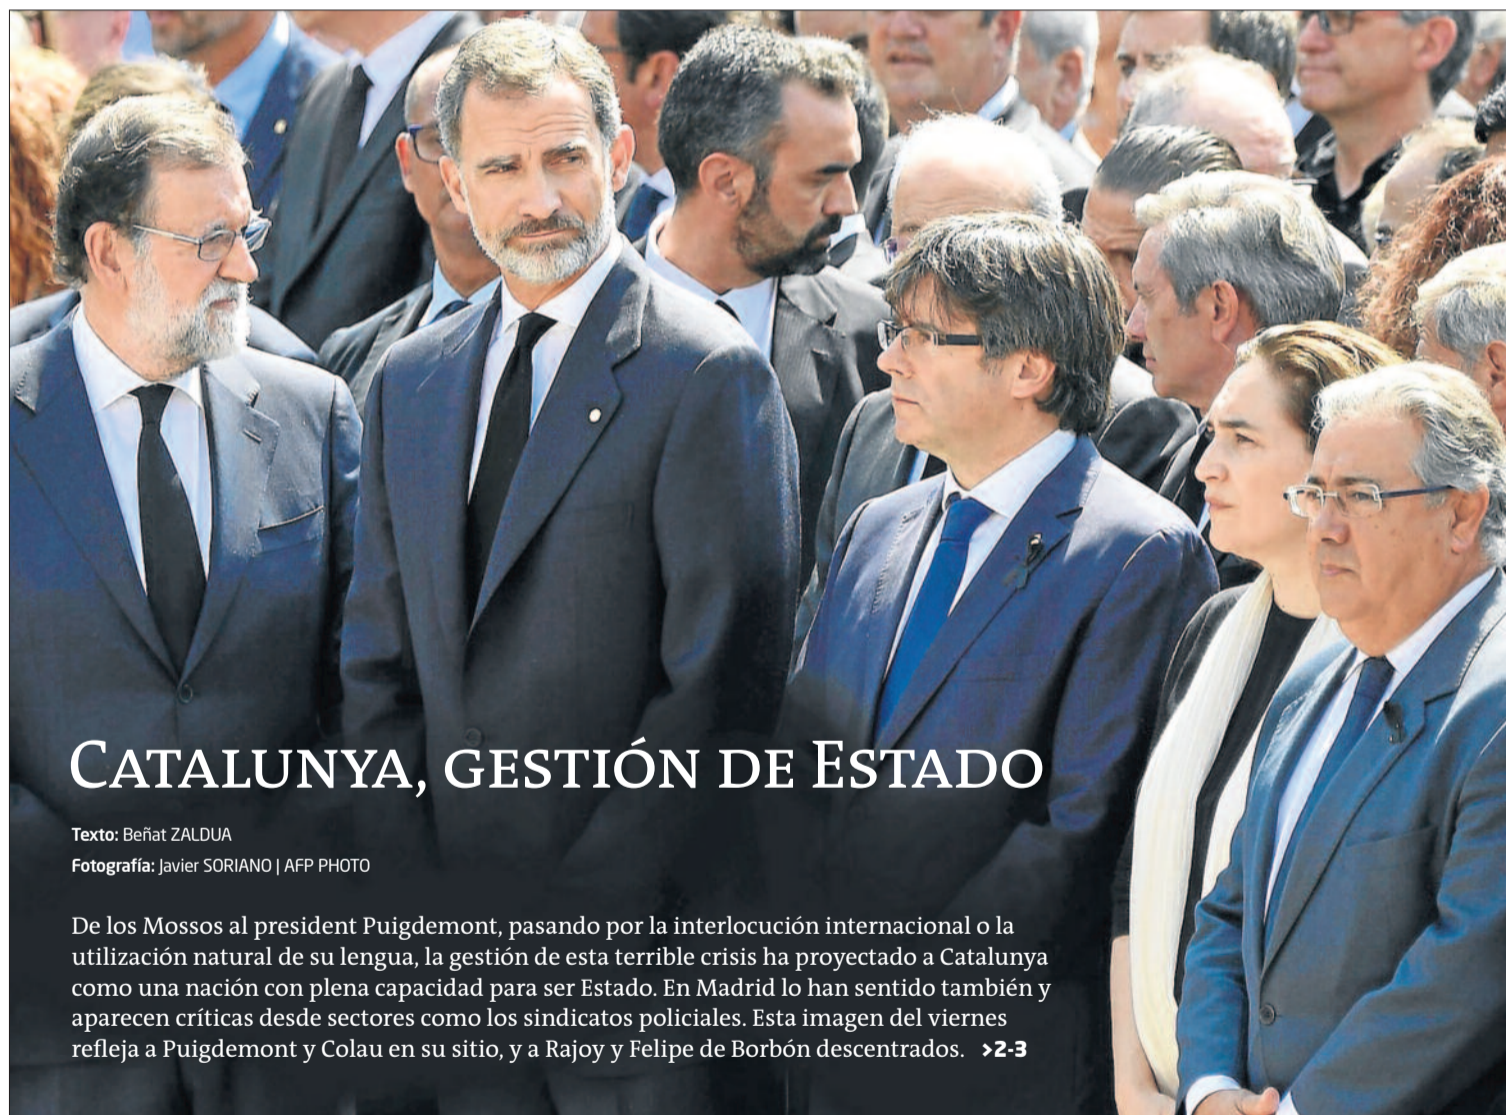 CATALUNYA, GESTIÓN DE ESTADO
Texto: Beñat ZALDUA
Fotografía: Javier SORIANO | AFP PHOTO
De los Mossos al president Puigdemont, pasando por la interlocución internacional o la
utilización natural de su lengua, la gestión de esta terrible crisis ha proyectado a Catalunya
como una nación con plena capacidad para ser Estado. En Madrid lo han sentido también y
aparecen críticas desde sectores como los sindicatos policiales. Esta imagen del viernes
refleja a Puigdemont y Colau en su sitio, y a Rajoy y Felipe de Borbón descentrados. >2-3